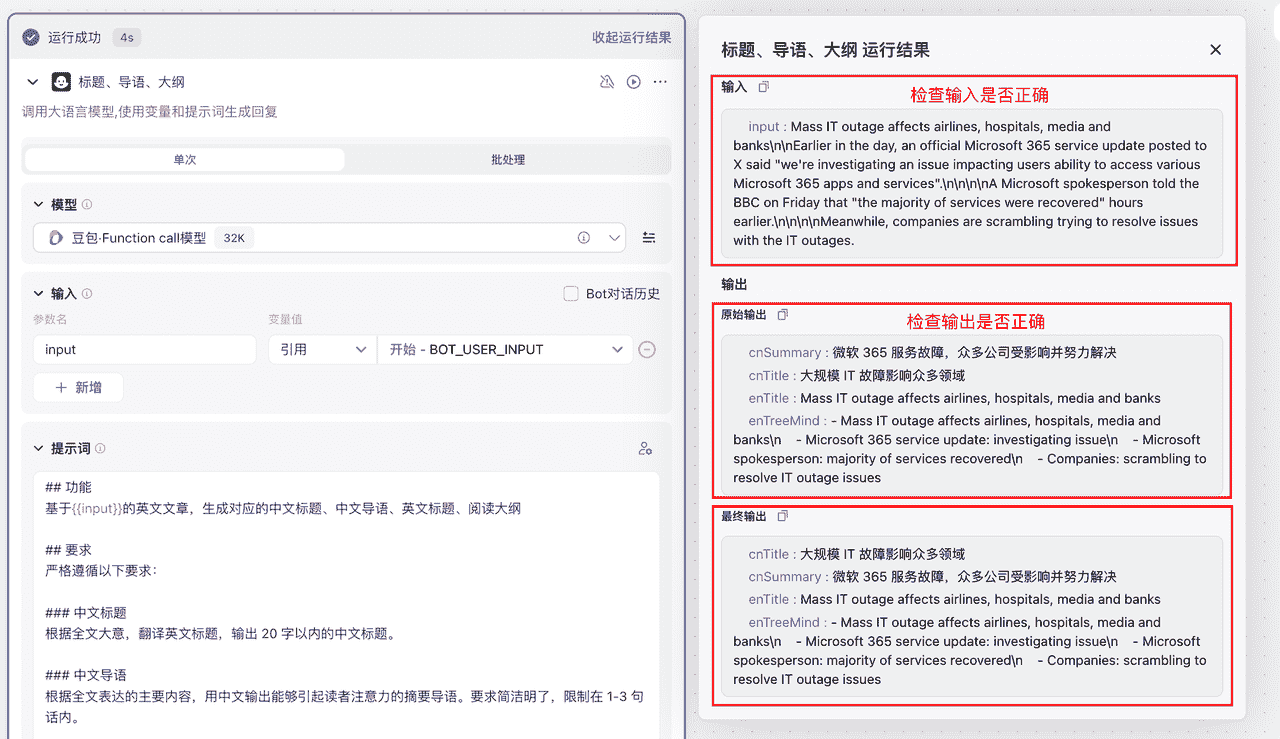 运行成功 4s 收起运行结果
标题、导语、大纲
调用大语言模型,使用变量和提示词生成回复
单次 批处理
模型
豆包·Function call模型 32K
输入 Bot对话历史
参数名 变量值
input 引用 开始 - BOT_USER_INPUT
新增
提示词
## 功能
基于{{input}}的英文文章，生成对应的中文标题、中文导语、英文标题、阅读大纲
## 要求
严格遵循以下要求：
### 中文标题
根据全文大意，翻译英文标题，输出 20 字以内的中文标题。
### 中文导语
根据全文表达的主要内容，用中文输出能够引起读者注意力的摘要导语。要求简洁明了，限制在 1-3 句
话内。
标题、导语、大纲 运行结果
输入 检查输入是否正确
input : Mass IT outage affects airlines, hospitals, media and
banks\n\nEarlier in the day, an official Microsoft 365 service update posted to
X said "we're investigating an issue impacting users ability to access various
Microsoft 365 apps and services".\n\n\n\nA Microsoft spokesperson told the
BBC on Friday that "the majority of services were recovered" hours
earlier.\n\n\n\nMeanwhile, companies are scrambling trying to resolve issues
with the IT outages.
输出
原始输出 检查输出是否正确
cnSummary : 微软 365 服务故障，众多公司受影响并努力解决
cnTitle : 大规模 IT 故障影响众多领域
enTitle : Mass IT outage affects airlines, hospitals, media and banks
enTreeMind : - Mass IT outage affects airlines, hospitals, media and
banks\n - Microsoft 365 service update: investigating issue\n - Microsoft
spokesperson: majority of services recovered\n - Companies: scrambling to
resolve IT outage issues
最终输出
cnTitle : 大规模 IT 故障影响众多领域
cnSummary : 微软 365 服务故障，众多公司受影响并努力解决
enTitle : Mass IT outage affects airlines, hospitals, media and banks
enTreeMind : - Mass IT outage affects airlines, hospitals, media and
banks\n - Microsoft 365 service update: investigating issue\n - Microsoft
spokesperson: majority of services recovered\n - Companies: scrambling to
resolve IT outage issues